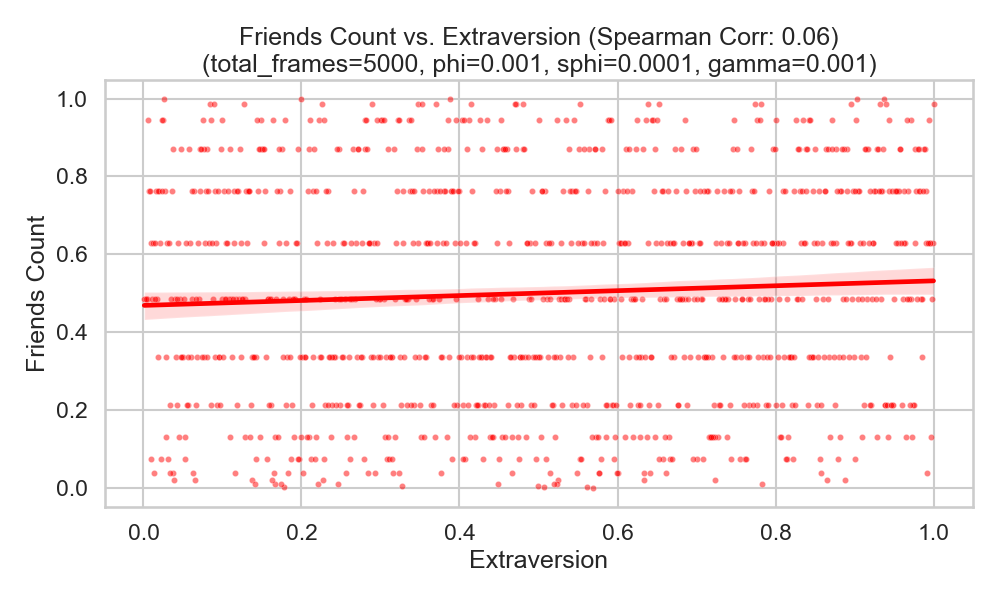 Friends Count vs. Extraversion (Spearman Corr: 0.06)
(total_frames=5000, phi=0.001, sphi=0.0001, gamma=0.001)
Friends Count
1.0
0.8
0.6
0.4
0.2
0.0
0.0 0.2 0.4 0.6 0.8 1.0
Extraversion